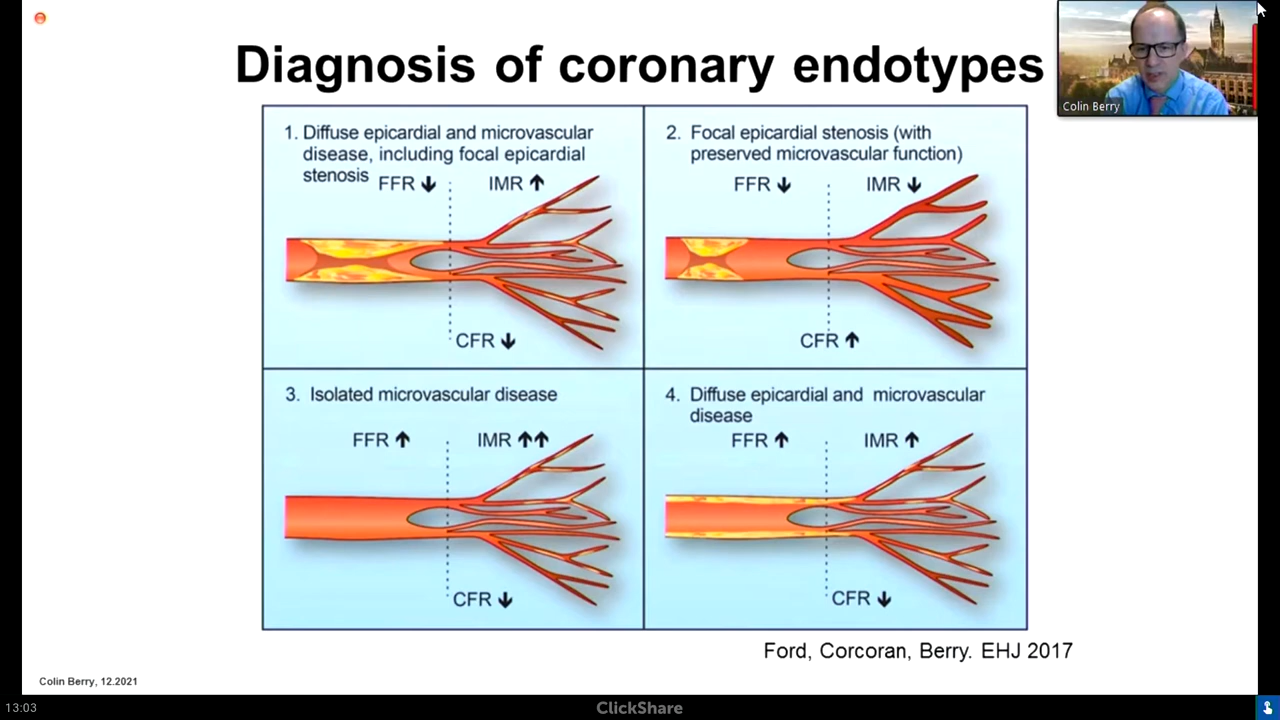 Diagnosis of coronary endotypes
Colin Berry
1. Diffuse epicardial and microvascular
disease, including focal epicardial
stenosis
FFR ↓ IMR ↑
CFR ↓
2. Focal epicardial stenosis (with
preserved microvascular function)
FFR ↓ IMR ↓
CFR ↑
3. Isolated microvascular disease
FFR ↑ IMR ↑↑
CFR ↓
4. Diffuse epicardial and microvascular
disease
FFR ↑ IMR ↑
CFR ↓
Ford, Corcoran, Berry. EHJ 2017
Colin Berry, 12.2021
13:03
ClickShare